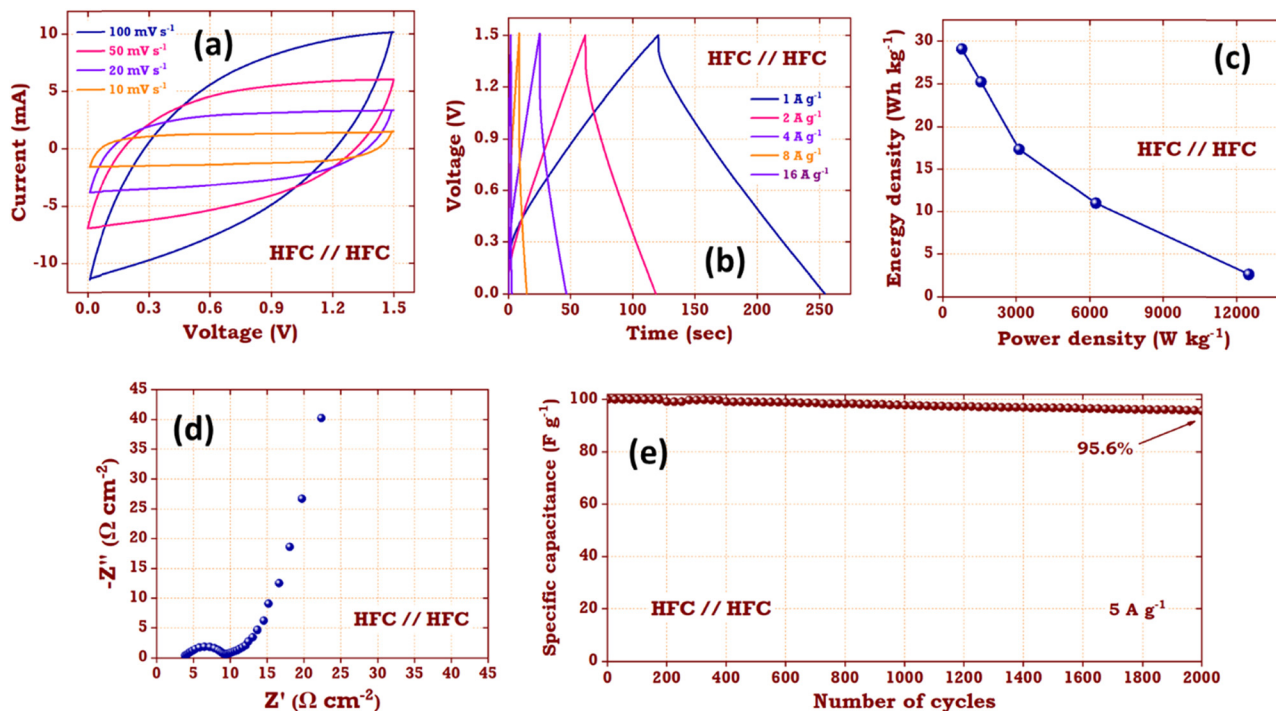 (a)
100 mV s⁻¹
50 mV s⁻¹
20 mV s⁻¹
10 mV s⁻¹
HFC // HFC
Current (mA)
10
5
0
-5
-10
0.0 0.3 0.6 0.9 1.2 1.5
Voltage (V)
(b)
HFC // HFC
1 A g⁻¹
2 A g⁻¹
4 A g⁻¹
8 A g⁻¹
16 A g⁻¹
Voltage (V)
1.5
1.2
0.9
0.6
0.3
0.0
0 50 100 150 200 250
Time (sec)
(c)
HFC // HFC
Energy density (Wh kg⁻¹)
30
25
20
15
10
5
0
3000 6000 9000 12000
Power density (W kg⁻¹)
(d)
HFC // HFC
-Z'' (Ω cm⁻²)
45
40
35
30
25
20
15
10
5
0
0 5 10 15 20 25 30 35 40 45
Z' (Ω cm⁻²)
(e)
95.6%
HFC // HFC
5 A g⁻¹
Specific capacitance (F g⁻¹)
100
80
60
40
20
0
0 200 400 600 800 1000 1200 1400 1600 1800 2000
Number of cycles